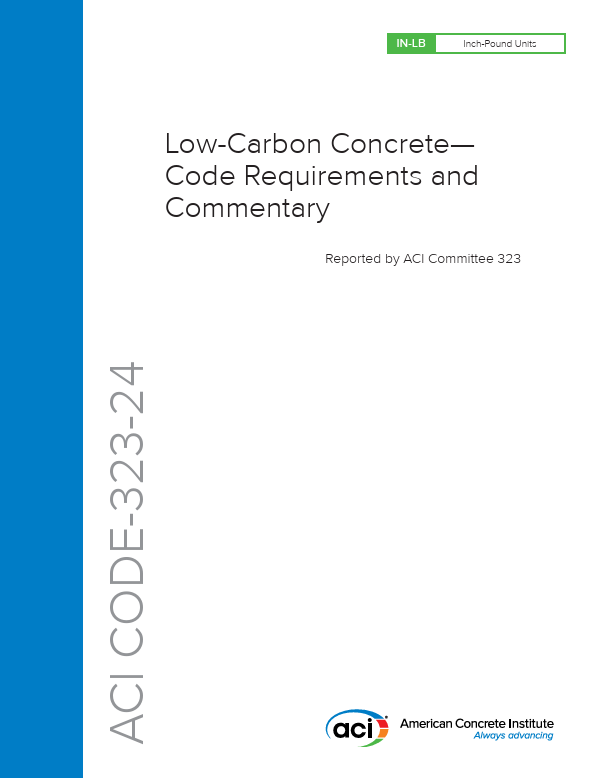 IN-LB Inch-Pound Units
Low-Carbon Concrete—
Code Requirements and
Commentary
Reported by ACI Committee 323
ACI CODE-323-24
aci American Concrete Institute
Always advancing